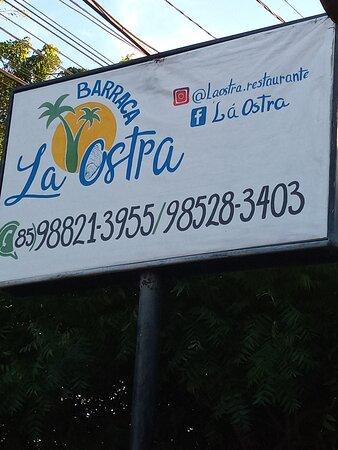 BARRACA
La Ostra
@Laostra.restaurante
Lá Ostra
(85)98821-3955/98528-3403